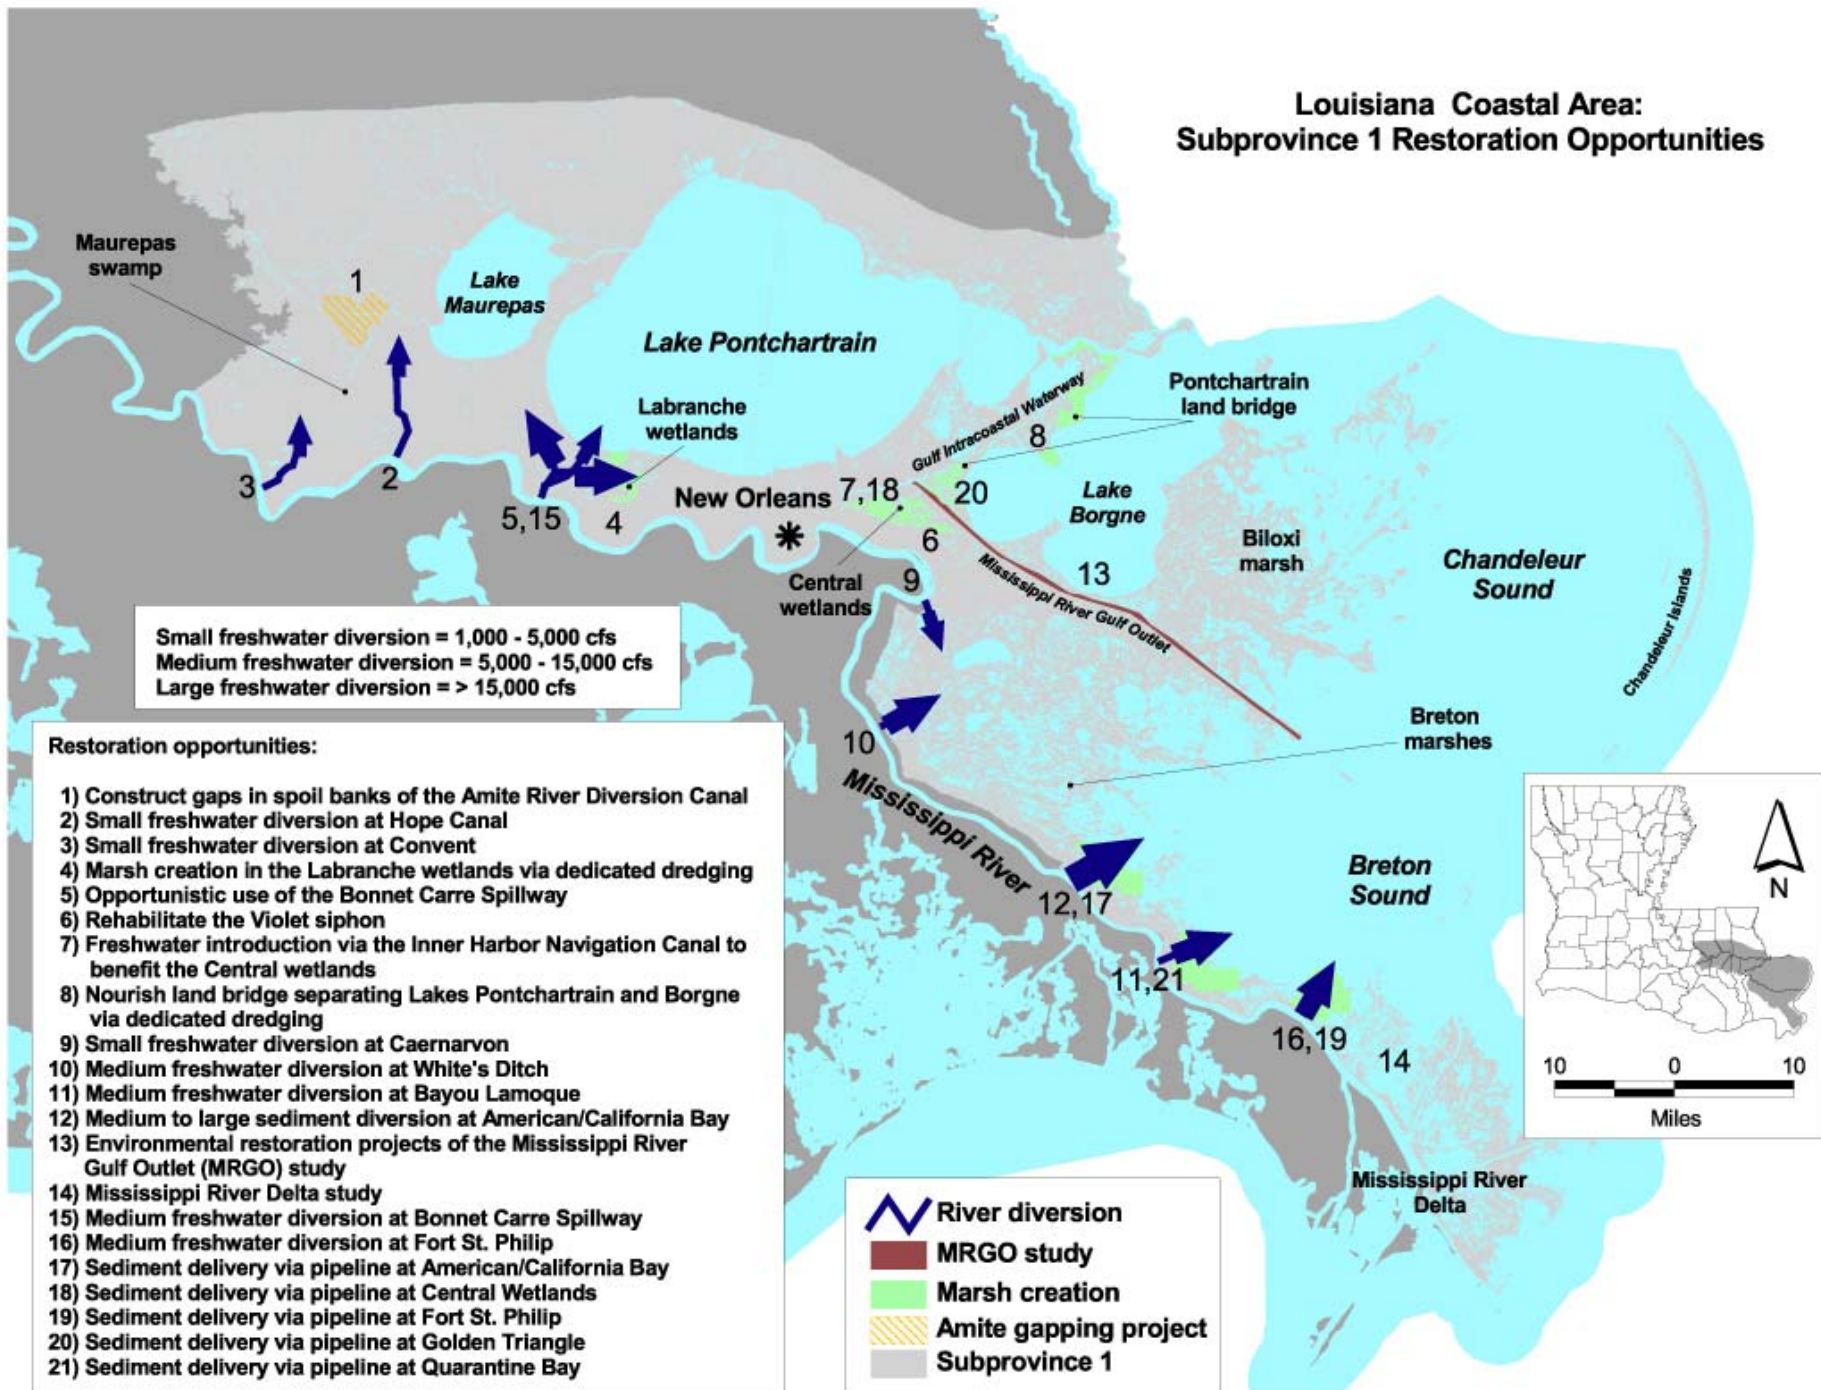 Louisiana Coastal Area:
Subprovince 1 Restoration Opportunities
Maurepas
swamp
1
Lake
Maurepas
Lake Pontchartrain
Labranche
wetlands
Gulf Intracoastal Waterway
Pontchartrain
land bridge
8
3
2
5,15
4
New Orleans
7,18
20
6
Lake
Borgne
13
Biloxi
marsh
Chandeleur
Sound
Chandeleur Islands
Central
wetlands
9
Mississippi River Gulf Outlet
Small freshwater diversion = 1,000 - 5,000 cfs
Medium freshwater diversion = 5,000 - 15,000 cfs
Large freshwater diversion = > 15,000 cfs
10
Mississippi River
Breton
marshes
Breton
Sound
12,17
11,21
16,19
14
Mississippi River
Delta
Restoration opportunities:
1) Construct gaps in spoil banks of the Amite River Diversion Canal
2) Small freshwater diversion at Hope Canal
3) Small freshwater diversion at Convent
4) Marsh creation in the Labranche wetlands via dedicated dredging
5) Opportunistic use of the Bonnet Carre Spillway
6) Rehabilitate the Violet siphon
7) Freshwater introduction via the Inner Harbor Navigation Canal to
benefit the Central wetlands
8) Nourish land bridge separating Lakes Pontchartrain and Borgne
via dedicated dredging
9) Small freshwater diversion at Caernarvon
10) Medium freshwater diversion at White's Ditch
11) Medium freshwater diversion at Bayou Lamoque
12) Medium to large sediment diversion at American/California Bay
13) Environmental restoration projects of the Mississippi River
Gulf Outlet (MRGO) study
14) Mississippi River Delta study
15) Medium freshwater diversion at Bonnet Carre Spillway
16) Medium freshwater diversion at Fort St. Philip
17) Sediment delivery via pipeline at American/California Bay
18) Sediment delivery via pipeline at Central Wetlands
19) Sediment delivery via pipeline at Fort St. Philip
20) Sediment delivery via pipeline at Golden Triangle
21) Sediment delivery via pipeline at Quarantine Bay
River diversion
MRGO study
Marsh creation
Amite gapping project
Subprovince 1
N
10 0 10
Miles